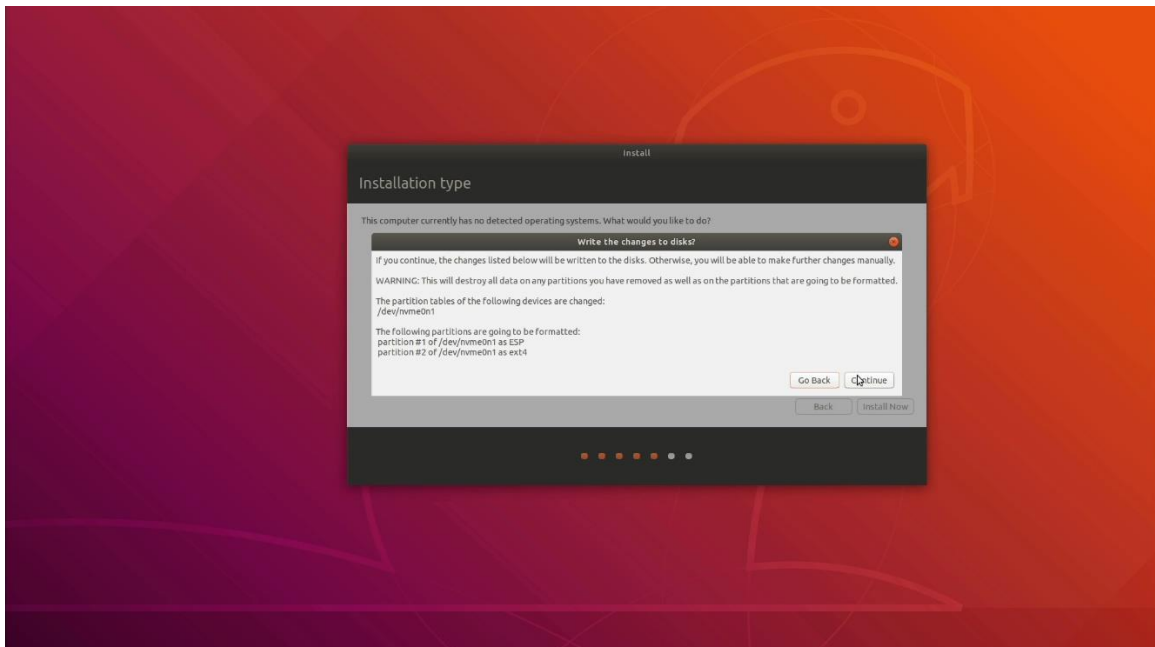 Install
Installation type
This computer currently has no detected operating systems. What would you like to do?
Write the changes to disks?
If you continue, the changes listed below will be written to the disks. Otherwise, you will be able to make further changes manually.
WARNING: This will destroy all data on any partitions you have removed as well as on the partitions that are going to be formatted.
The partition tables of the following devices are changed:
/dev/nvme0n1
The following partitions are going to be formatted:
partition #1 of /dev/nvme0n1 as ESP
partition #2 of /dev/nvme0n1 as ext4
Go Back Continue
Back Install Now